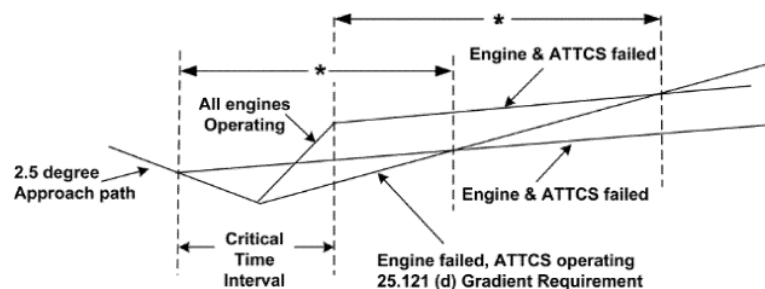 *
*
Engine & ATTCS failed
All engines
Operating
2.5 degree
Approach path
Engine & ATTCS failed
Critical
Time
Interval
Engine failed, ATTCS operating
25.121 (d) Gradient Requirement